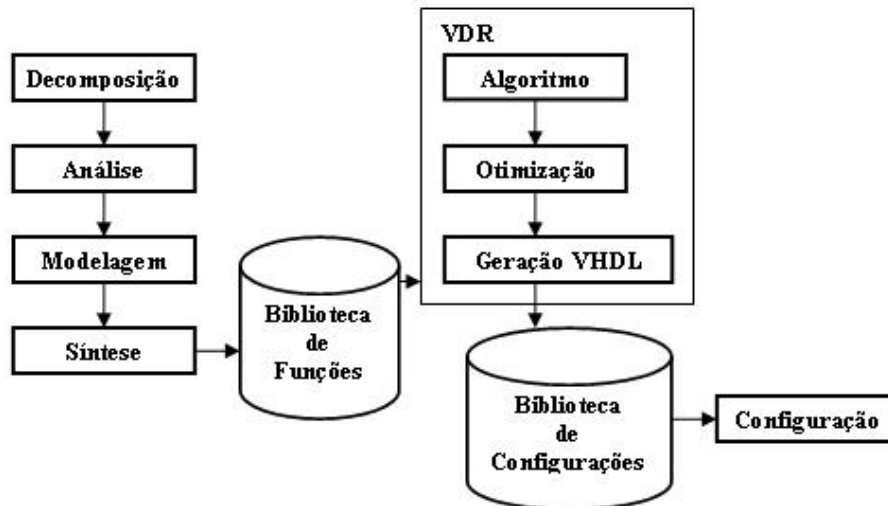 Decomposição
Análise
Modelagem
Síntese
Biblioteca
de
Funções
VDR
Algoritmo
Otimização
Geração VHDL
Biblioteca
de
Configurações
Configuração